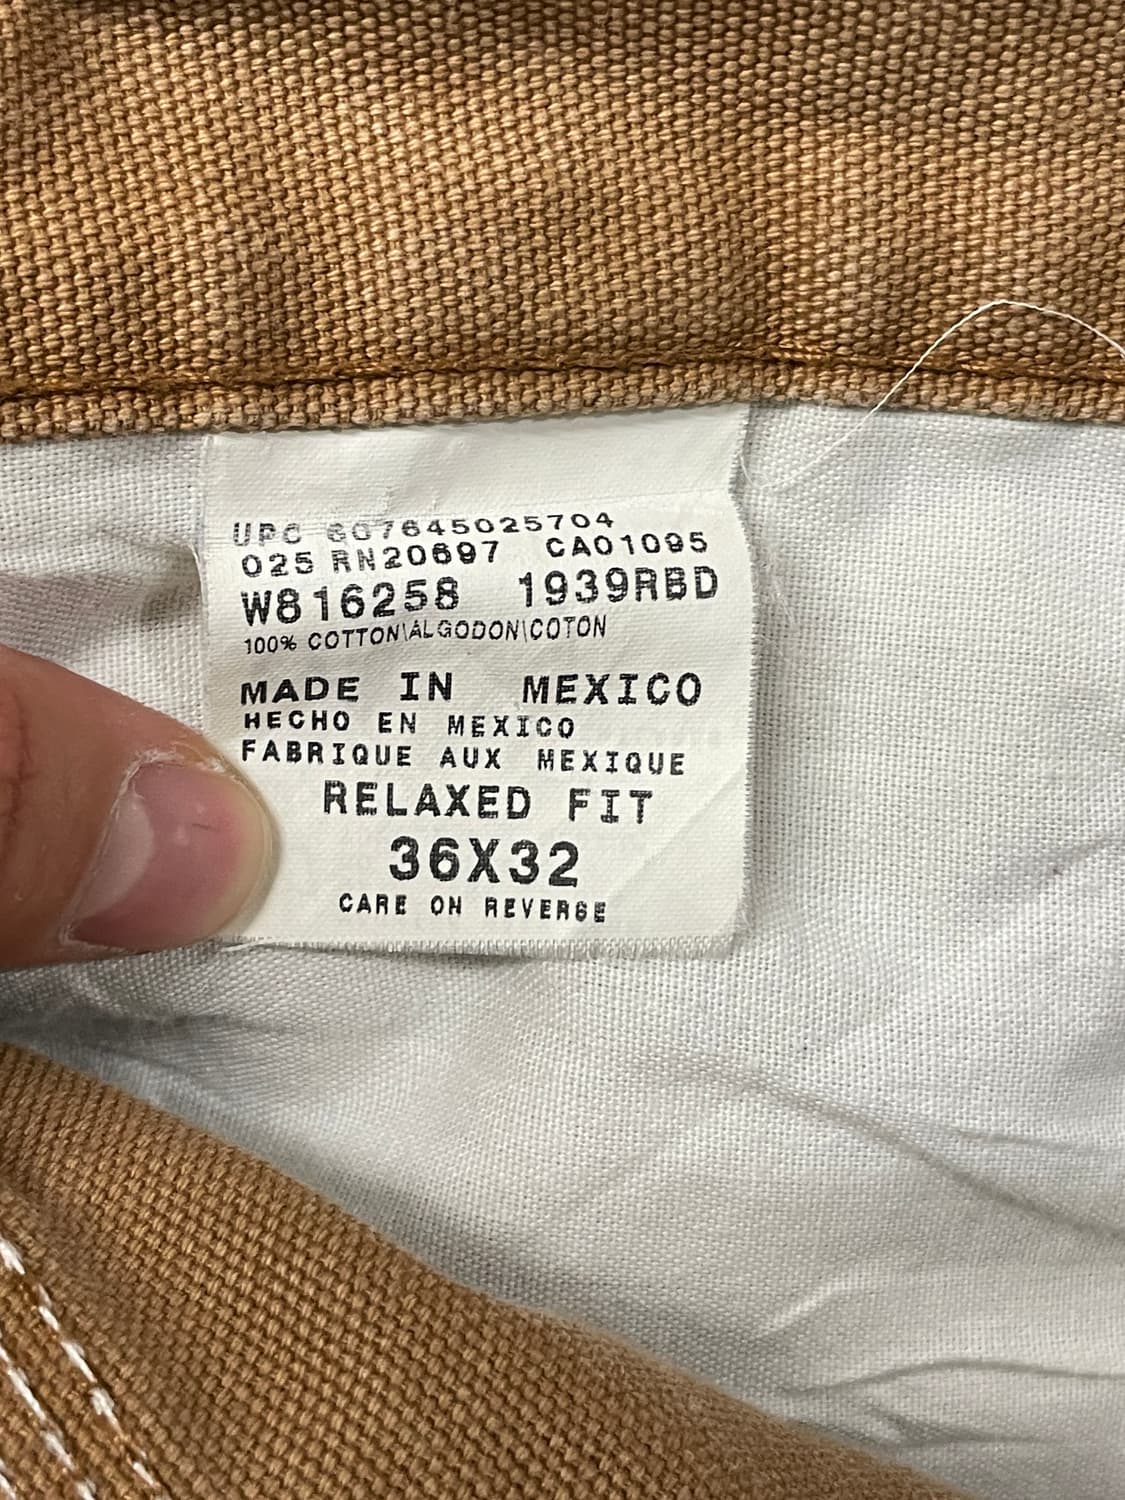 UPC 607645025704
025 RN20697 CA01095
W816258 1939RBD
100% COTTON\ALGODON\COTON
MADE IN MEXICO
HECHO EN MEXICO
FABRIQUE AUX MEXIQUE
RELAXED FIT
36X32
CARE ON REVERSE